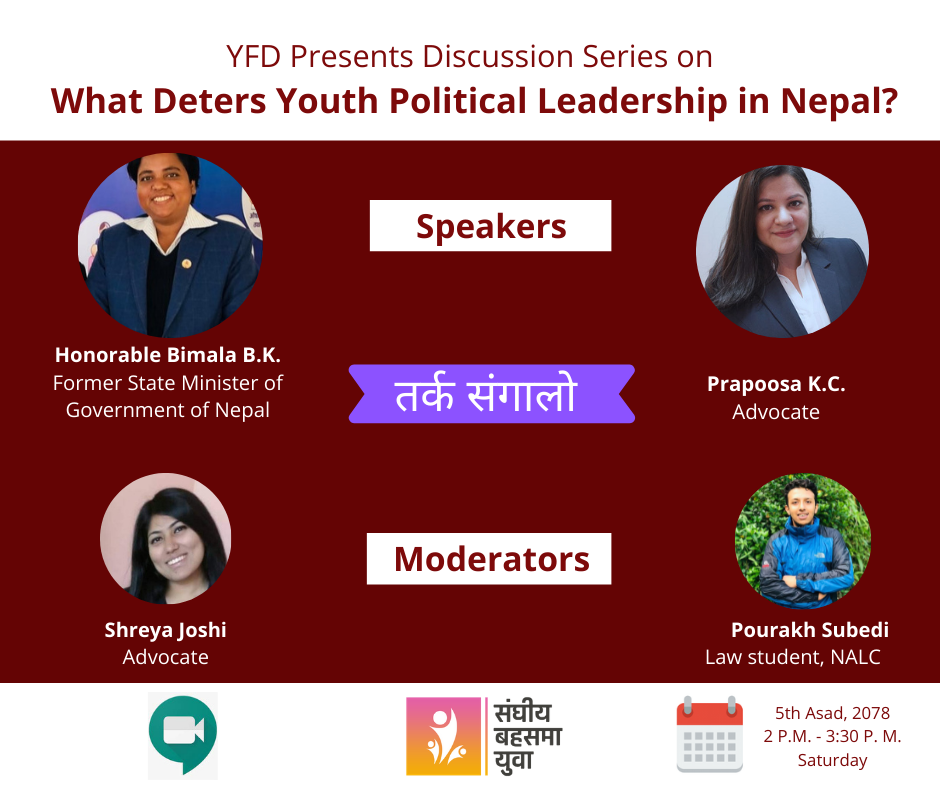 YFD Presents Discussion Series on
What Deters Youth Political Leadership in Nepal?
Speakers
Honorable Bimala B.K.
Former State Minister of
Government of Nepal
Prapoosa K.C.
Advocate
तर्क संगालो
Moderators
Shreya Joshi
Advocate
Pourakh Subedi
Law student, NALC
संघीय
बहसमा
युवा
5th Asad, 2078
2 P.M. - 3:30 P. M.
Saturday